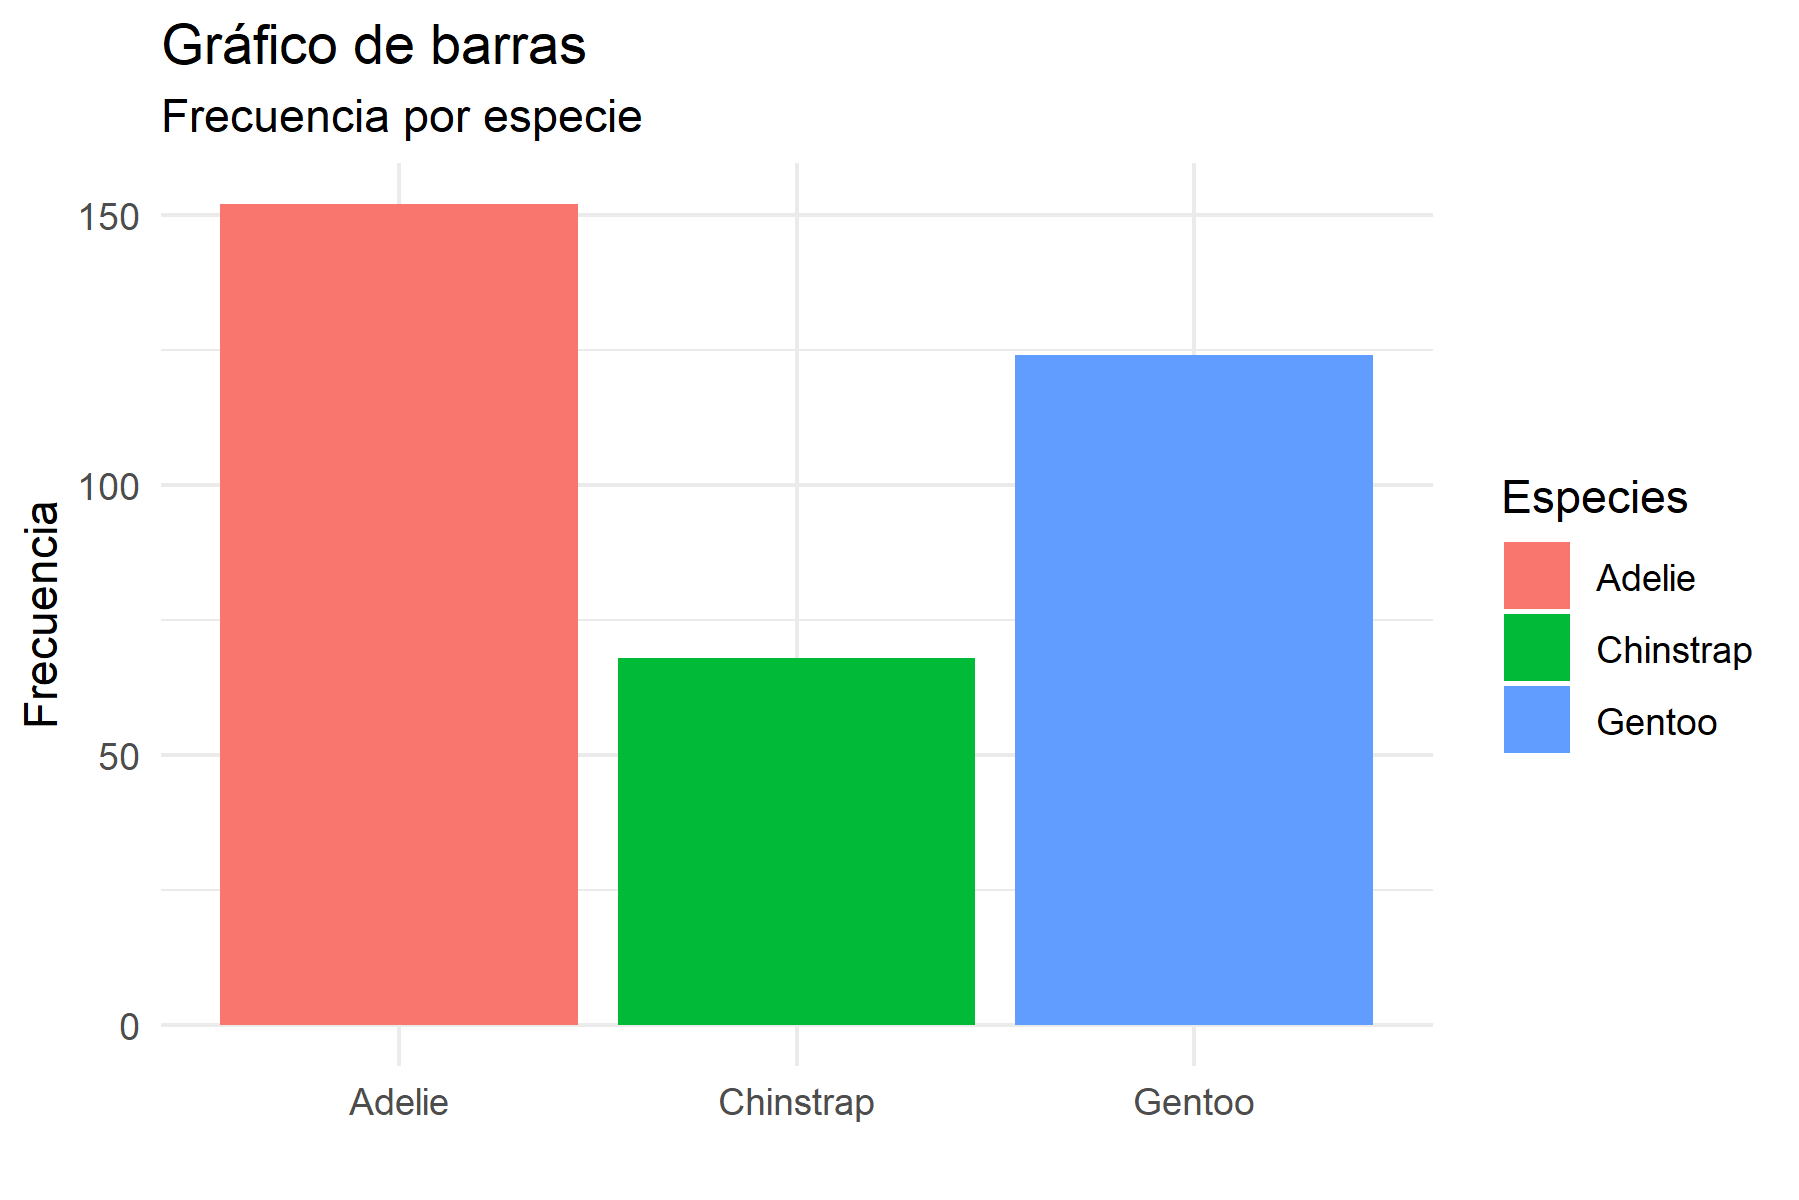 Gráfico de barras
Frecuencia por especie
Frecuencia
150
100
50
0
Adelie
Chinstrap
Gentoo
Especies
Adelie
Chinstrap
Gentoo